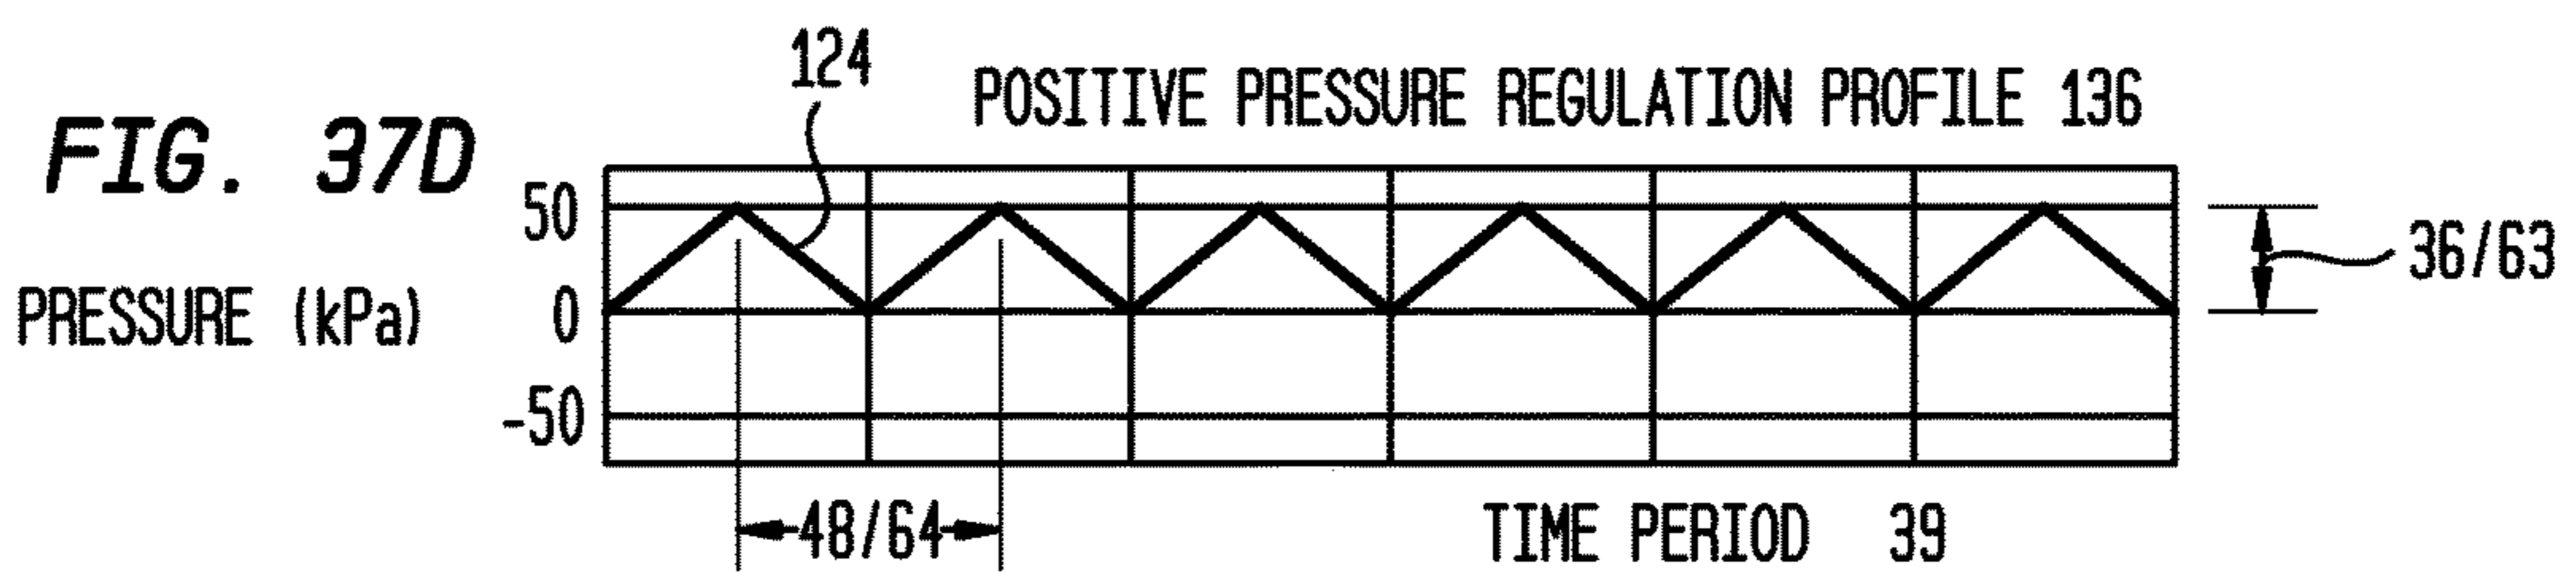 FIG. 37D
124
POSITIVE PRESSURE REGULATION PROFILE 136
50
PRESSURE (kPa)
0
-50
36/63
48/64
TIME PERIOD 39